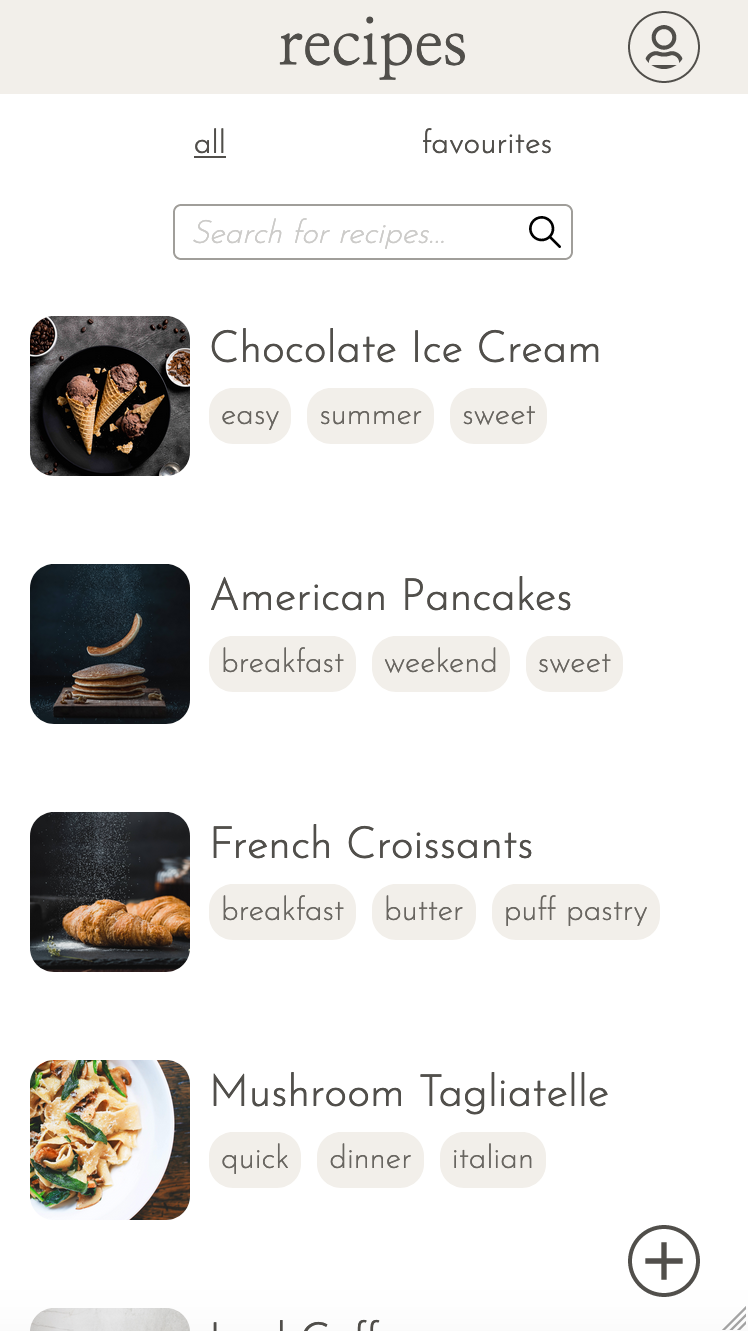 recipes
all favourites
Search for recipes...
Chocolate Ice Cream
easy summer sweet
American Pancakes
breakfast weekend sweet
French Croissants
breakfast butter puff pastry
Mushroom Tagliatelle
quick dinner italian